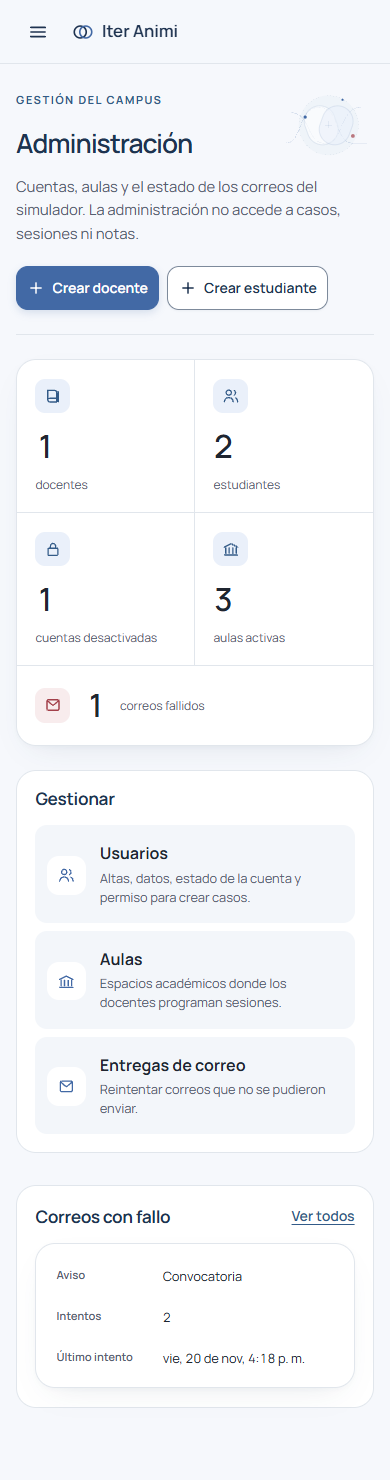 Iter Animi
GESTIÓN DEL CAMPUS
Administración
Cuentas, aulas y el estado de los correos del
simulador. La administración no accede a casos,
sesiones ni notas.
Crear docente
Crear estudiante
1
docentes
2
estudiantes
1
cuentas desactivadas
3
aulas activas
1
correos fallidos
Gestionar
Usuarios
Altas, datos, estado de la cuenta y
permiso para crear casos.
Aulas
Espacios académicos donde los
docentes programan sesiones.
Entregas de correo
Reintentar correos que no se pudieron
enviar.
Correos con fallo
Ver todos
Aviso
Convocatoria
Intentos
2
Último intento
vie, 20 de nov, 4:18 p. m.